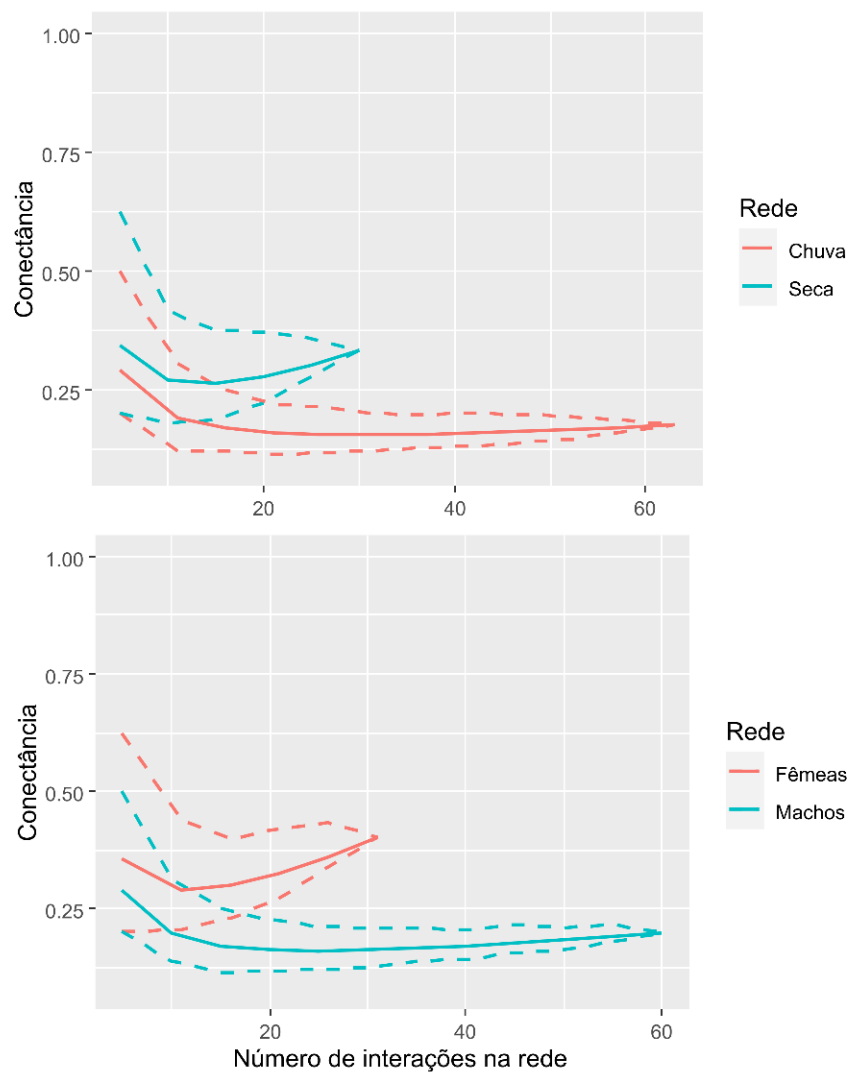 1.00
0.75
0.50
0.25
Conectância
20
40
60
Rede
Chuva
Seca
1.00
0.75
0.50
0.25
Conectância
20
40
60
Número de interações na rede
Rede
Fêmeas
Machos